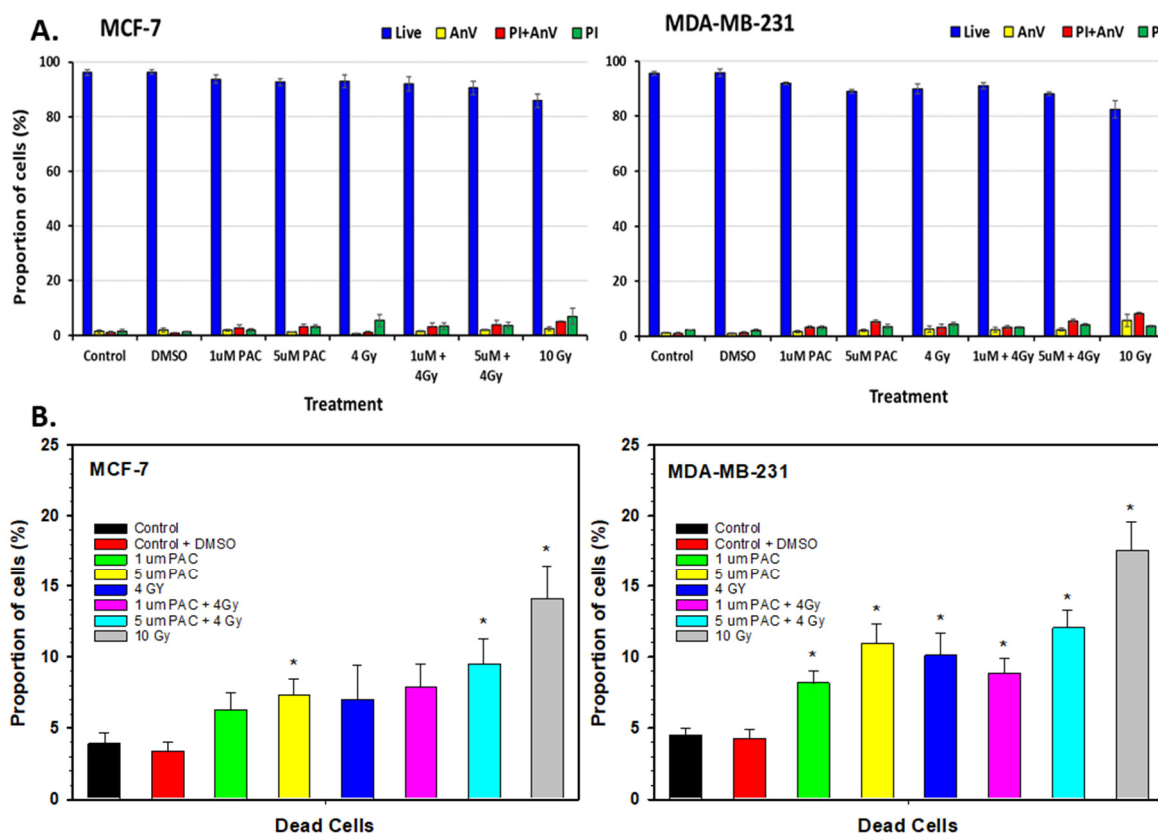 A.
MCF-7
Live AnV PI+AnV PI
100
80
60
40
20
0
Proportion of cells (%)
Control DMSO 1uM PAC 5uM PAC 4 Gy 1uM + 4Gy 5uM + 4Gy 10 Gy
Treatment
MDA-MB-231
Live AnV PI+AnV P
100
80
60
40
20
0
Proportion of cells (%)
Control DMSO 1uM PAC 5uM PAC 4 Gy 1uM + 4Gy 5uM + 4Gy 10 Gy
Treatment
B.
25
20
15
10
5
0
Proportion of cells (%)
MCF-7
Control
Control + DMSO
1 um PAC
5 um PAC
4 GY
1 um PAC + 4Gy
5 um PAC + 4 Gy
10 Gy
* * *
Dead Cells
25
20
15
10
5
0
Proportion of cells (%)
MDA-MB-231
Control
Control + DMSO
1 um PAC
5 um PAC
4 GY
1 um PAC + 4Gy
5 um PAC + 4 Gy
10 Gy
* * * * * *
Dead Cells